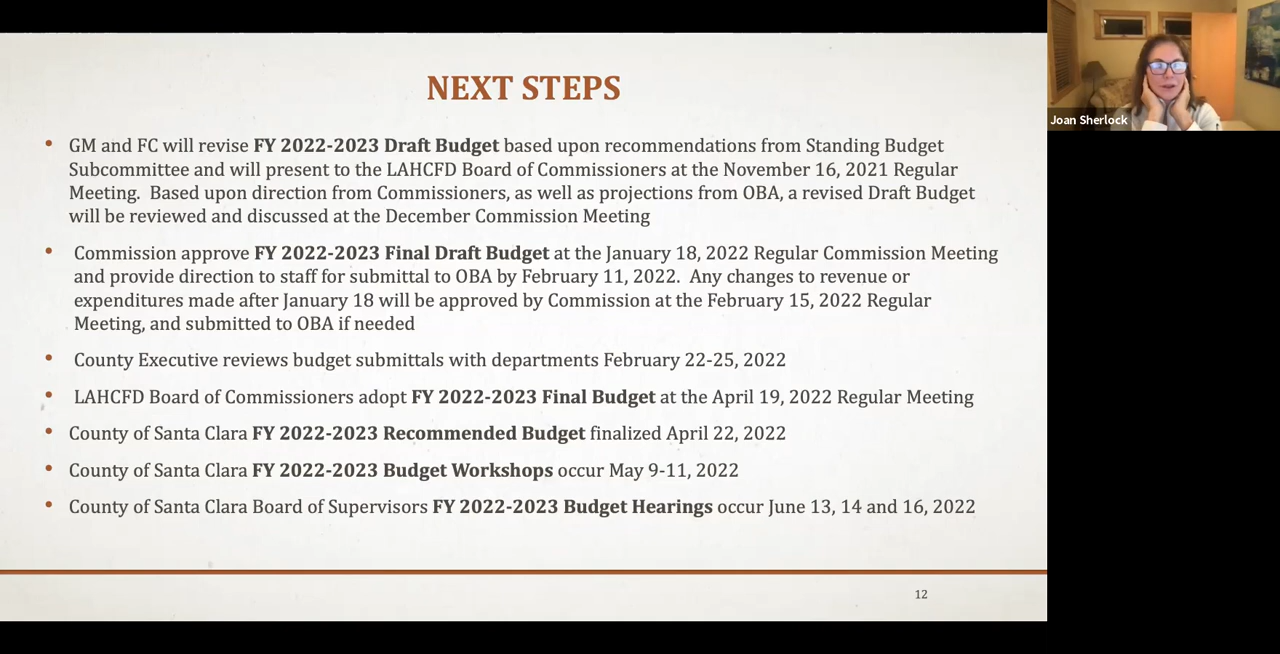 NEXT STEPS
• GM and FC will revise FY 2022-2023 Draft Budget based upon recommendations from Standing Budget
Subcommittee and will present to the LAHCFD Board of Commissioners at the November 16, 2021 Regular
Meeting.  Based upon direction from Commissioners, as well as projections from OBA, a revised Draft Budget
will be reviewed and discussed at the December Commission Meeting
• Commission approve FY 2022-2023 Final Draft Budget at the January 18, 2022 Regular Commission Meeting
and provide direction to staff for submittal to OBA by February 11, 2022.  Any changes to revenue or
expenditures made after January 18 will be approved by Commission at the February 15, 2022 Regular
Meeting, and submitted to OBA if needed
• County Executive reviews budget submittals with departments February 22-25, 2022
• LAHCFD Board of Commissioners adopt FY 2022-2023 Final Budget at the April 19, 2022 Regular Meeting
• County of Santa Clara FY 2022-2023 Recommended Budget finalized April 22, 2022
• County of Santa Clara FY 2022-2023 Budget Workshops occur May 9-11, 2022
• County of Santa Clara Board of Supervisors FY 2022-2023 Budget Hearings occur June 13, 14 and 16, 2022
12
Joan Sherlock